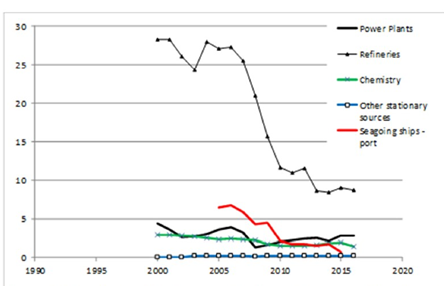 30
25
20
15
10
5
0
1990
1995
2000
2005
2010
2015
2020
Power Plants
Refineries
Chemistry
Other stationary
sources
Seagoing ships -
port